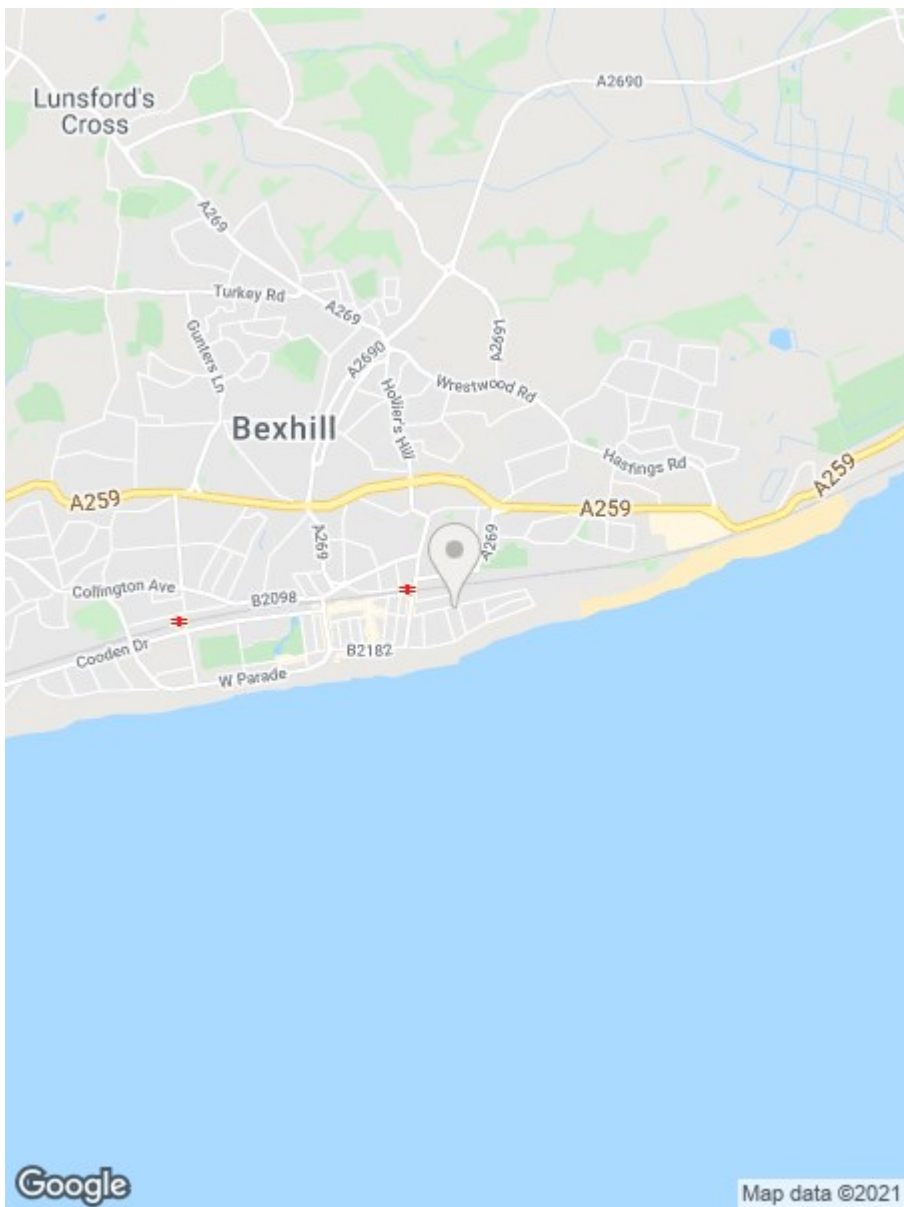 A2690
Lunsford's
Cross
A269
Turkey Rd
A269
A2691
Gunters Ln
A2690
Wrestwood Rd
Hollier's Hill
Bexhill
Hastings Rd
A259
A259
A259
A269
A269
Collington Ave
B2098
Cooden Dr
B2182
W Parade
Google
Map data ©2021